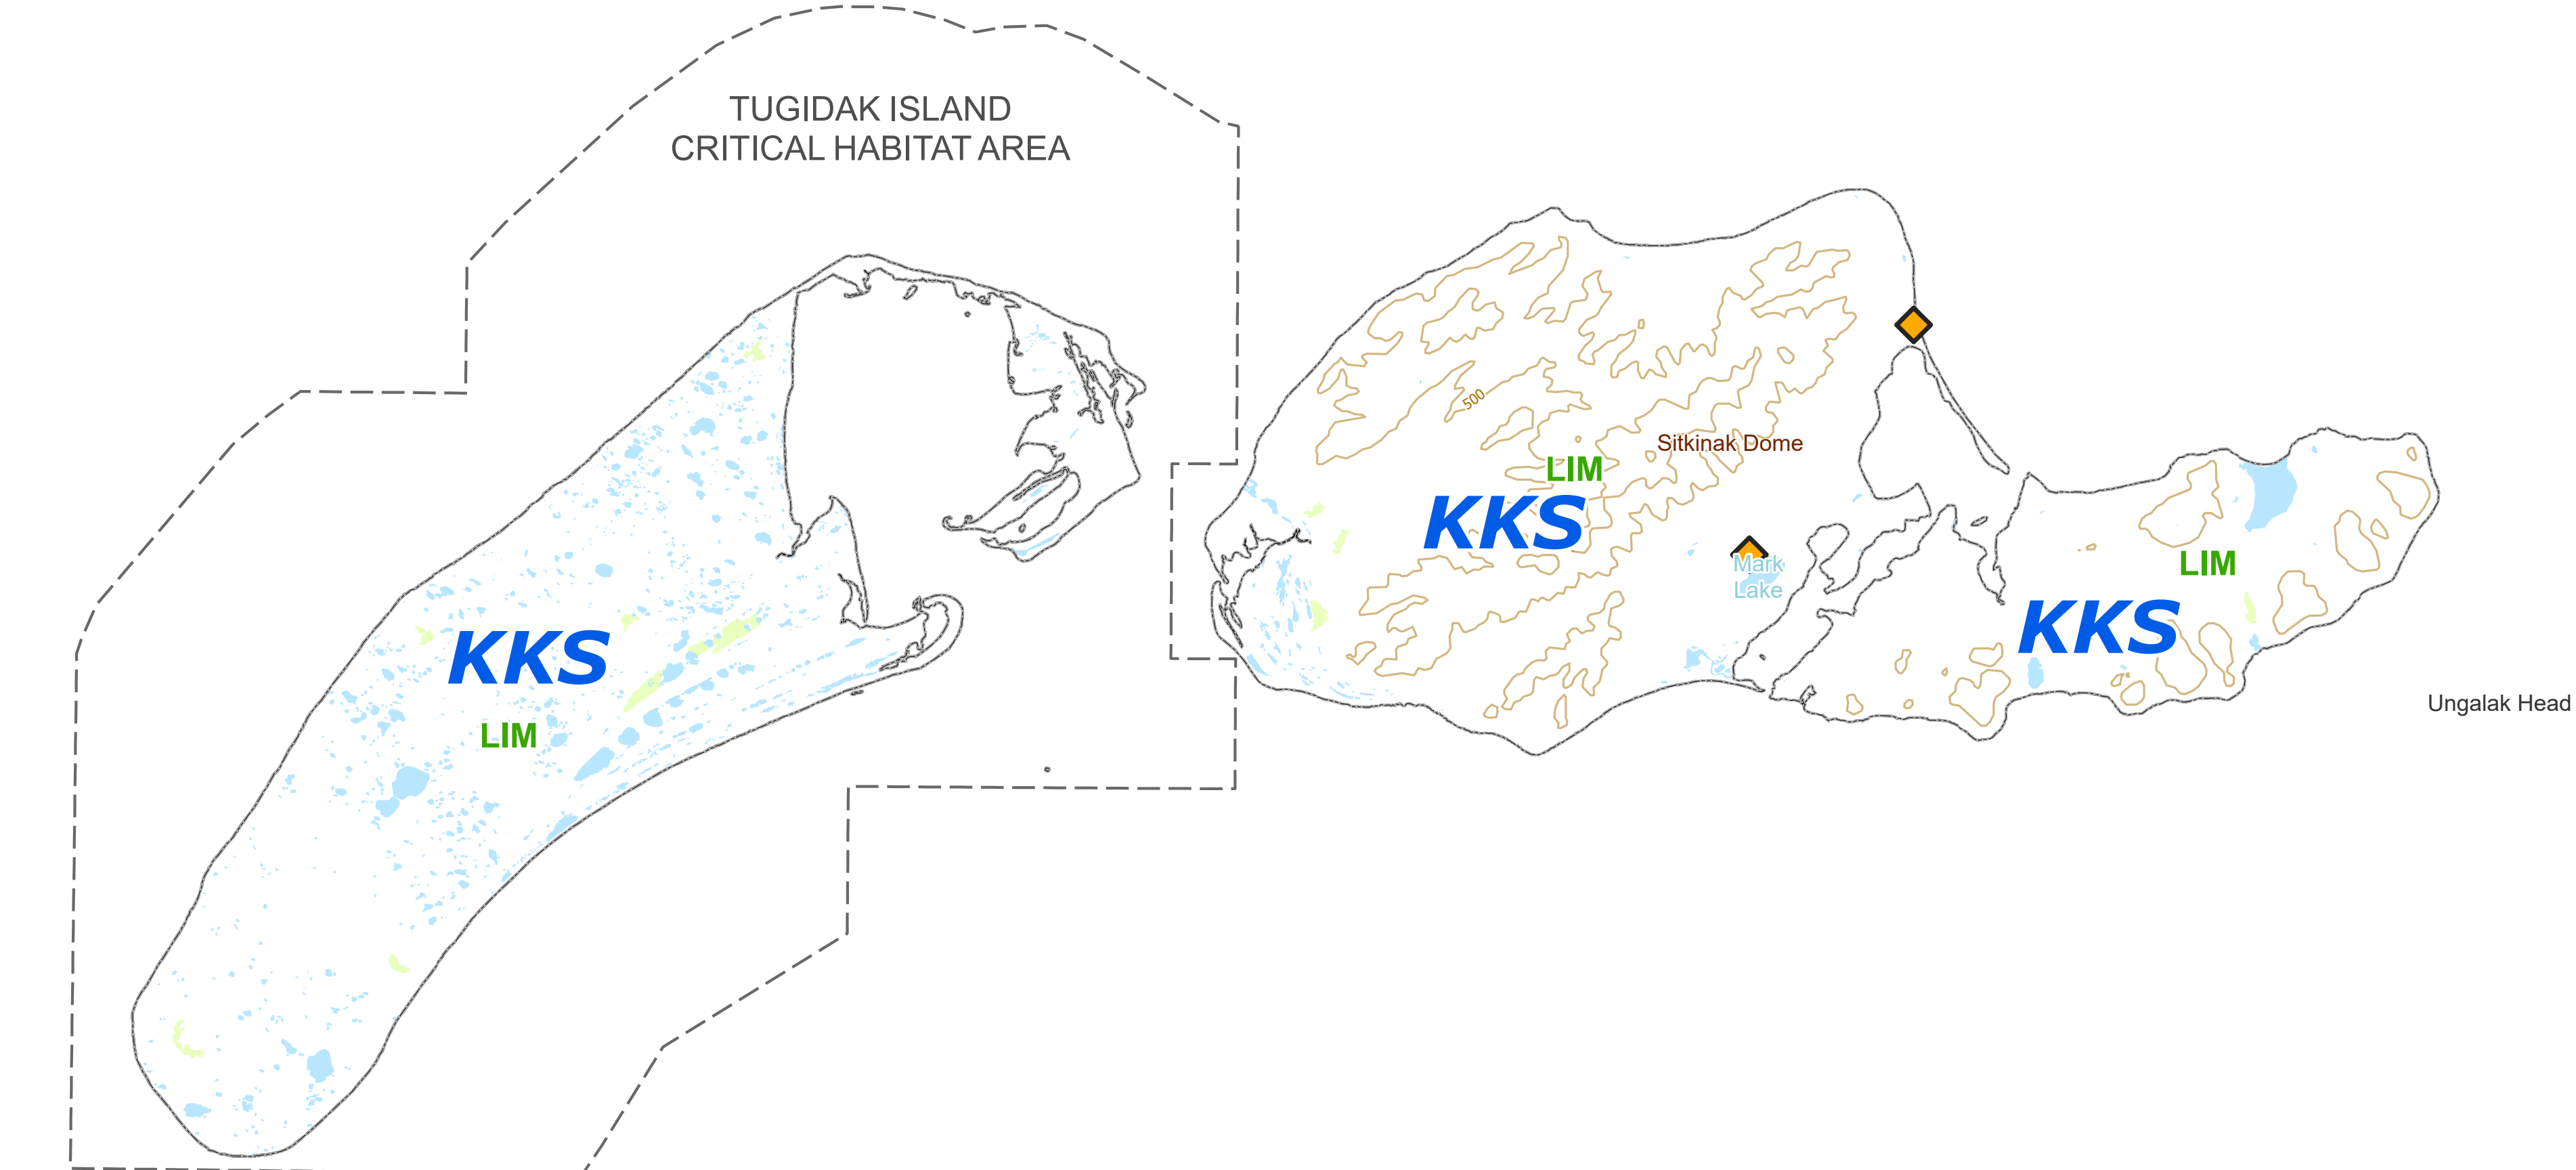 TUGIDAK ISLAND
CRITICAL HABITAT AREA
500
Sitkinak Dome
LIM
KKS
Mark
Lake
LIM
KKS
KKS
LIM
Ungalak Head